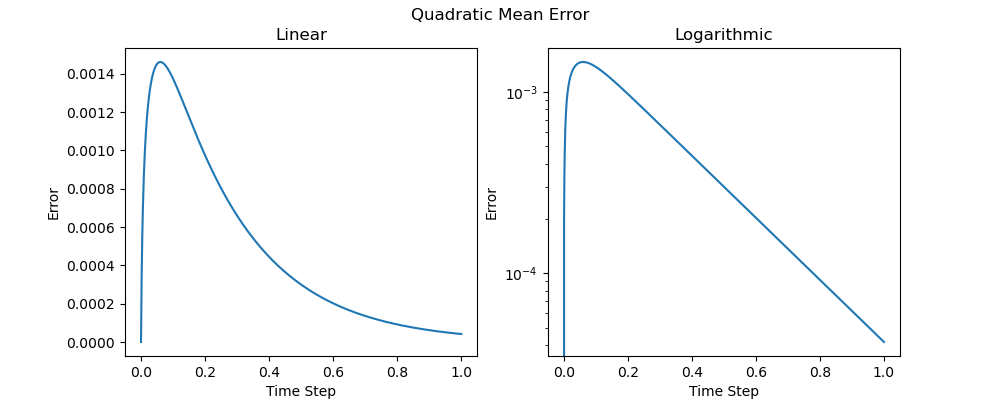 Quadratic Mean Error
Linear
0.0014
0.0012
0.0010
0.0008
0.0006
0.0004
0.0002
0.0000
Error
0.0 0.2 0.4 0.6 0.8 1.0
Time Step
Logarithmic
10⁻³
10⁻⁴
Error
0.0 0.2 0.4 0.6 0.8 1.0
Time Step